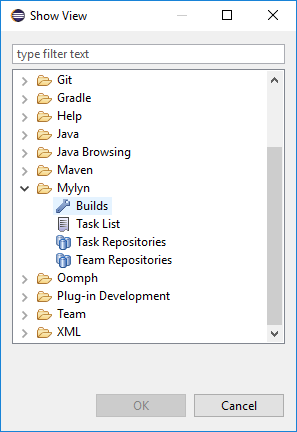 Show View
type filter text
Git
Gradle
Help
Java
Java Browsing
Maven
Mylyn
Builds
Task List
Task Repositories
Team Repositories
Oomph
Plug-in Development
Team
XML
OK
Cancel